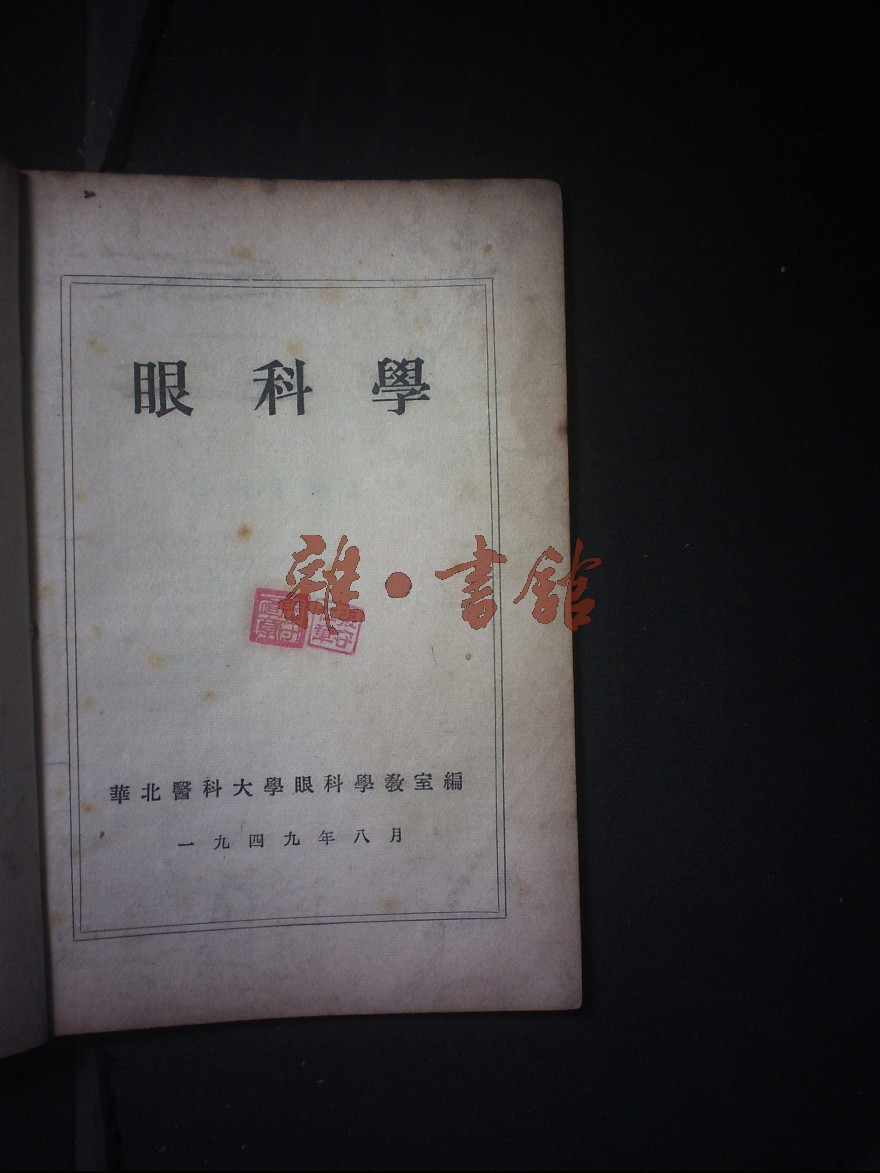 眼科學
雜·書館
華北醫科大學眼科學教室編
一九四九年八月